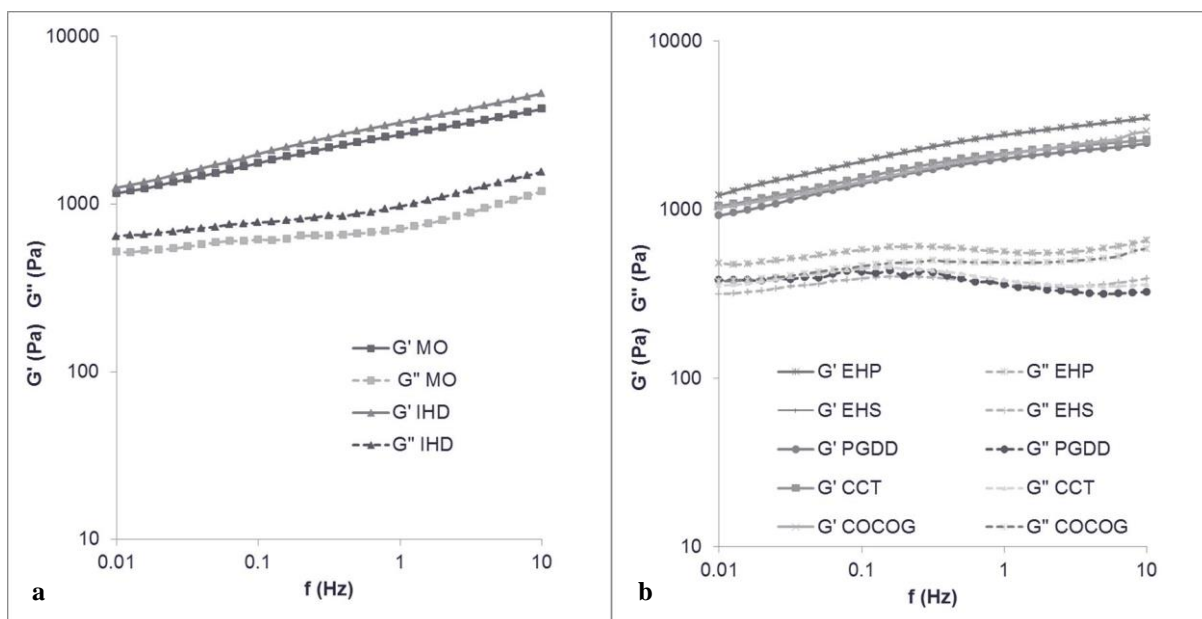 10000
1000
100
10
G' (Pa) G'' (Pa)
0.01 0.1 1 10
f (Hz)
G' MO
G'' MO
G' IHD
G'' IHD
a
10000
1000
100
10
G' (Pa) G'' (Pa)
0.01 0.1 1 10
f (Hz)
G' EHP G'' EHP
G' EHS G'' EHS
G' PGDD G'' PGDD
G' CCT G'' CCT
G' COCOG G'' COCOG
b